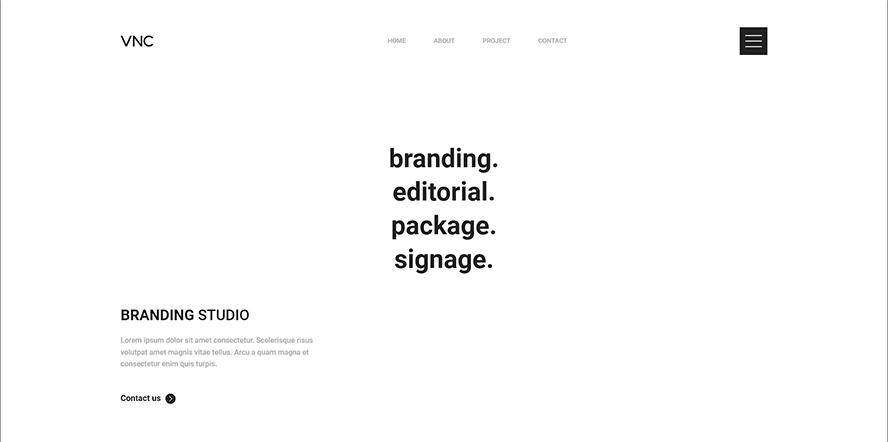 VNC
HOME ABOUT PROJECT CONTACT
branding.
editorial.
package.
signage.
BRANDING STUDIO
Lorem ipsum dolor sit amet consectetur. Scelerisque risus
volutpat amet magnis vitae tellus. Arcu a quam magna et
consectetur enim quis turpis.
Contact us